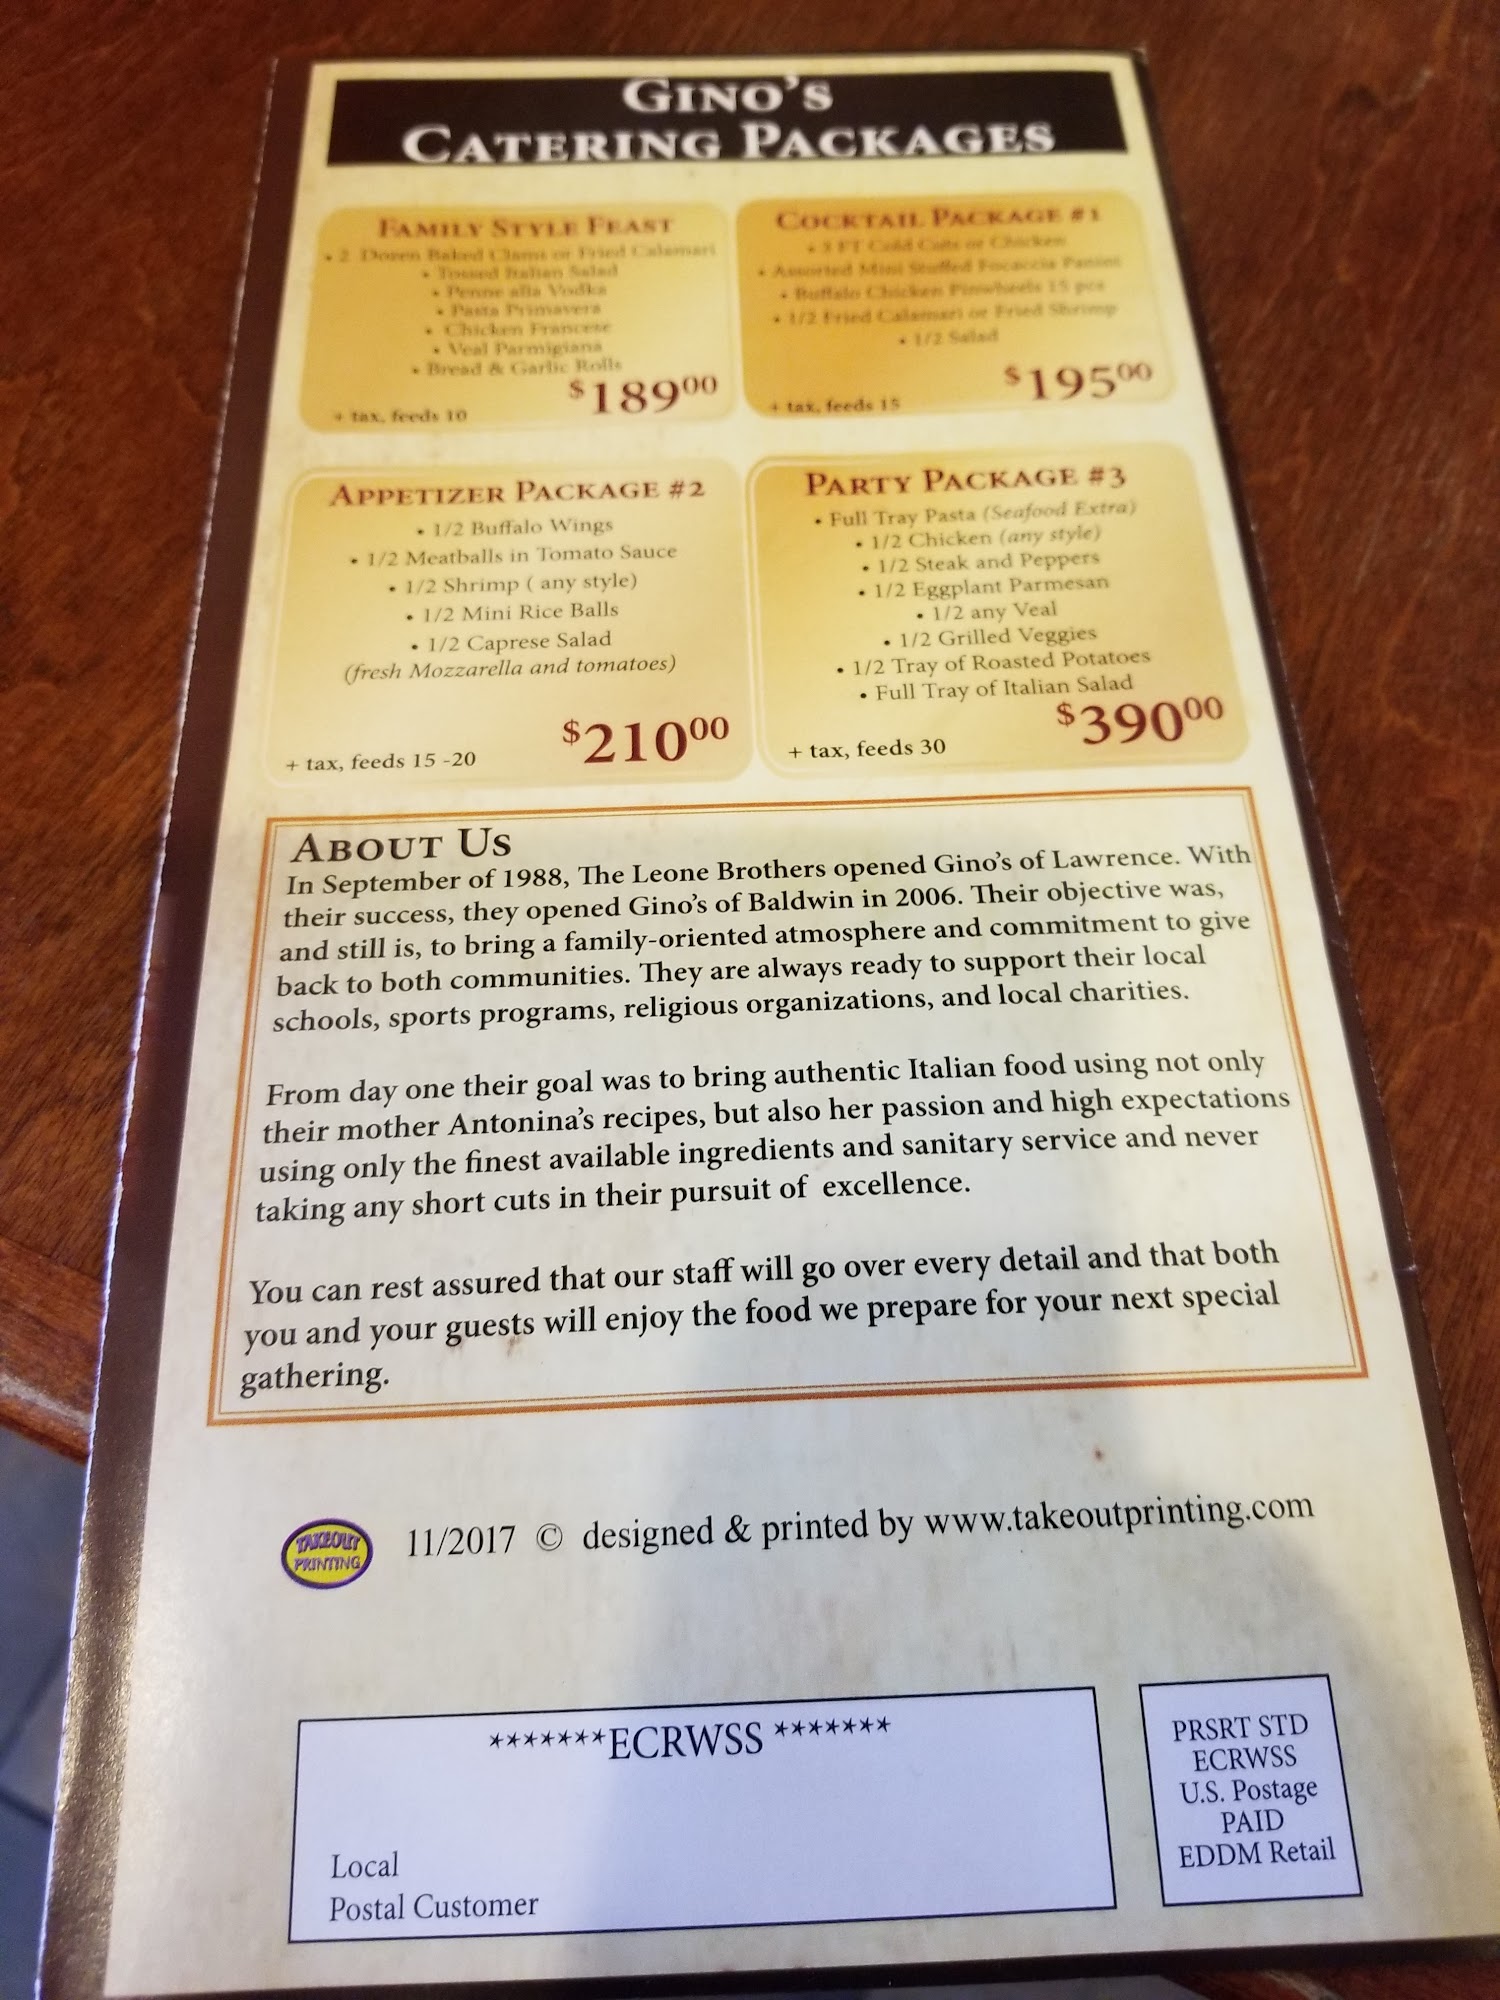 GINO'S
CATERING PACKAGES
FAMILY STYLE FEAST
• 2 Dozen Baked Clams or Fried Calamari
• Tossed Italian Salad
• Penne alla Vodka
• Pasta Primavera
• Chicken Francese
• Veal Parmigiana
• Bread & Garlic Rolls
$189.00
+ tax, feeds 10
COCKTAIL PACKAGE #1
• 3 FT Cold Cuts or Chicken
• Assorted Mini Stuffed Focaccia Panini
• Buffalo Chicken Pinwheels 15 pcs
• 1/2 Fried Calamari or Fried Shrimp
• 1/2 Salad
$19500
+ tax, feeds 15
APPETIZER PACKAGE #2
• 1/2 Buffalo Wings
• 1/2 Meatballs in Tomato Sauce
• 1/2 Shrimp ( any style)
• 1/2 Mini Rice Balls
• 1/2 Caprese Salad
(fresh Mozzarella and tomatoes)
$21000
+ tax, feeds 15 -20
PARTY PACKAGE #3
• Full Tray Pasta (Seafood Extra)
• 1/2 Chicken (any style)
• 1/2 Steak and Peppers
• 1/2 Eggplant Parmesan
• 1/2 any Veal
• 1/2 Grilled Veggies
• 1/2 Tray of Roasted Potatoes
• Full Tray of Italian Salad
$39000
+ tax, feeds 30
ABOUT US
In September of 1988, The Leone Brothers opened Gino's of Lawrence. With
their success, they opened Gino's of Baldwin in 2006. Their objective was,
and still is, to bring a family-oriented atmosphere and commitment to give
back to both communities. They are always ready to support their local
schools, sports programs, religious organizations, and local charities.
From day one their goal was to bring authentic Italian food using not only
their mother Antonina's recipes, but also her passion and high expectations
using only the finest available ingredients and sanitary service and never
taking any short cuts in their pursuit of excellence.
You can rest assured that our staff will go over every detail and that both
you and your guests will enjoy the food we prepare for your next special
gathering.
TAKEOUT
PRINTING
11/2017 © designed & printed by www.takeoutprinting.com
*******ECRWSS *******
Local
Postal Customer
PRSRT STD
ECRWSS
U.S. Postage
PAID
EDDM Retail